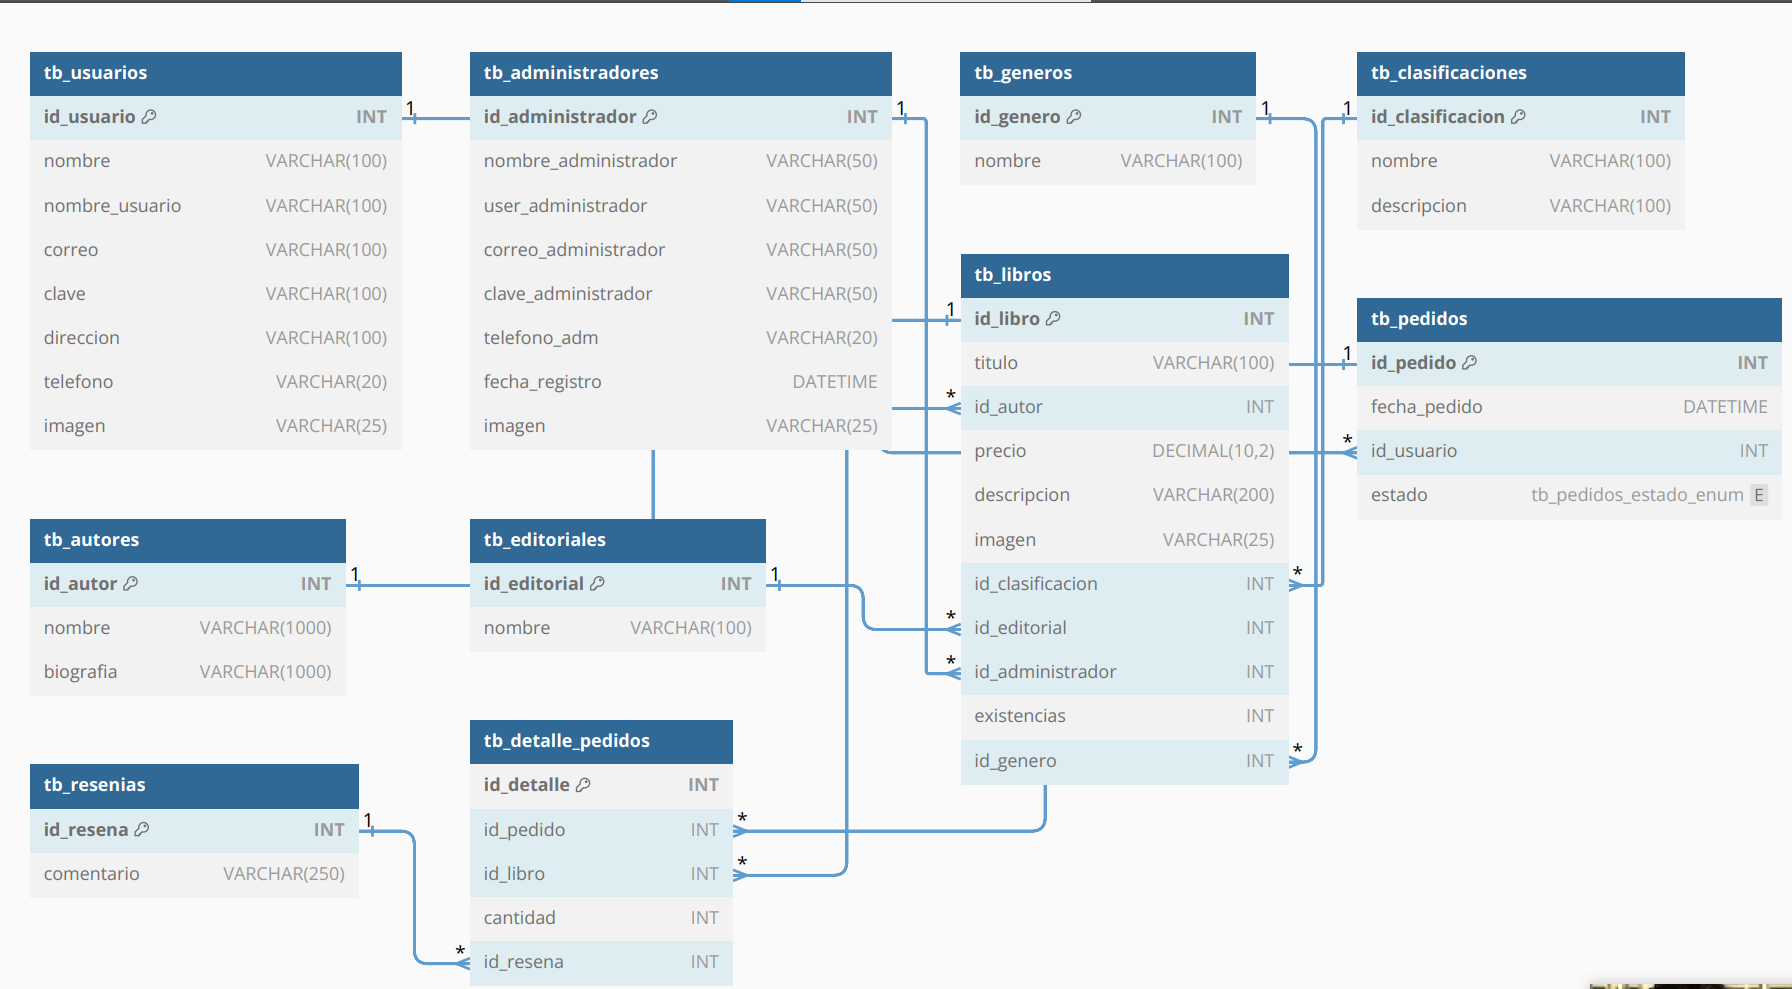 tb_usuarios
id_usuario INT
nombre VARCHAR(100)
nombre_usuario VARCHAR(100)
correo VARCHAR(100)
clave VARCHAR(100)
direccion VARCHAR(100)
telefono VARCHAR(20)
imagen VARCHAR(25)
1
tb_administradores
id_administrador INT
nombre_administrador VARCHAR(50)
user_administrador VARCHAR(50)
correo_administrador VARCHAR(50)
clave_administrador VARCHAR(50)
telefono_adm VARCHAR(20)
fecha_registro DATETIME
imagen VARCHAR(25)
1
tb_generos
id_genero INT
nombre VARCHAR(100)
1
tb_clasificaciones
1
id_clasificacion INT
nombre VARCHAR(100)
descripcion VARCHAR(100)
tb_libros
1
id_libro INT
titulo VARCHAR(100)
*
id_autor INT
precio DECIMAL(10,2)
descripcion VARCHAR(200)
imagen VARCHAR(25)
id_clasificacion INT
*
*
id_editorial INT
*
id_administrador INT
existencias INT
id_genero INT
*
tb_pedidos
1
id_pedido INT
fecha_pedido DATETIME
*
id_usuario INT
estado tb_pedidos_estado_enum E
tb_autores
id_autor INT
1
nombre VARCHAR(1000)
biografia VARCHAR(1000)
tb_editoriales
id_editorial INT
1
nombre VARCHAR(100)
tb_resenias
id_resena INT
1
comentario VARCHAR(250)
tb_detalle_pedidos
id_detalle INT
id_pedido INT
*
id_libro INT
*
cantidad INT
*
id_resena INT